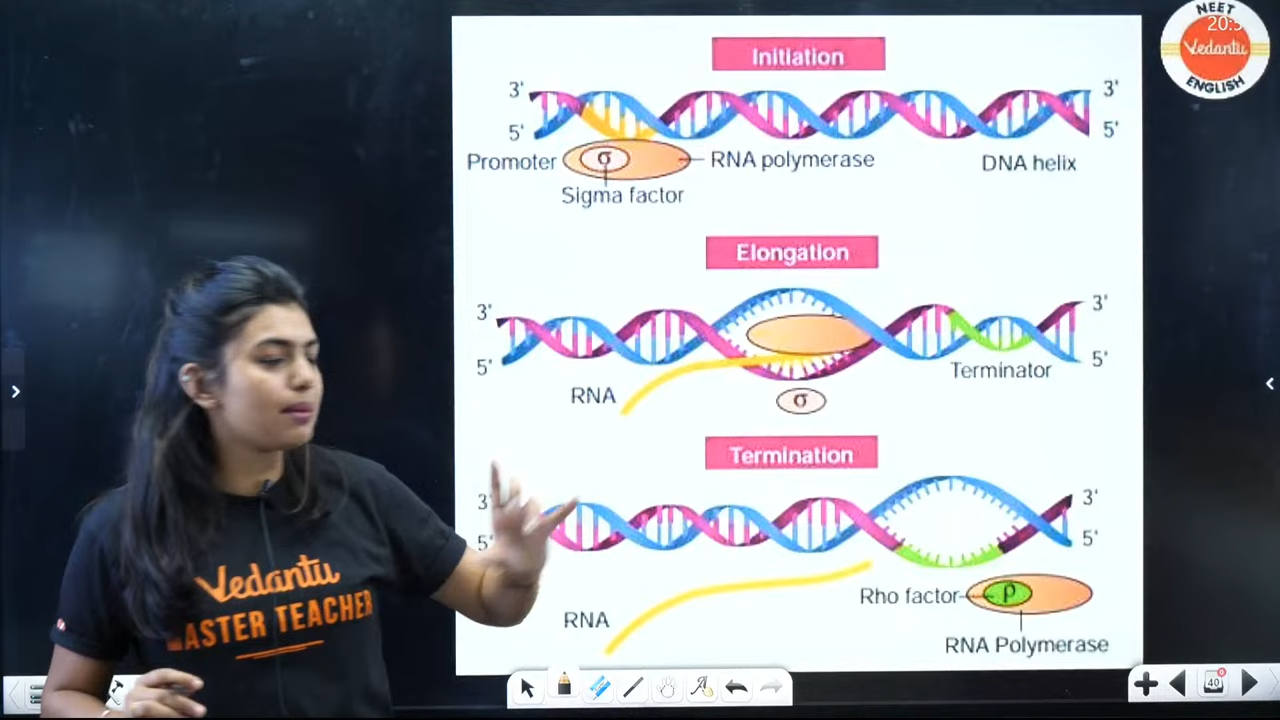 NEET
20:
Vedantu
ENGLISH
Initiation
3' 3'
5' 5'
Promoter σ RNA polymerase DNA helix
Sigma factor
Elongation
3' 3'
5' 5'
Terminator
RNA
σ
Termination
3' 3'
5' 5'
Rho factor ρ
RNA
RNA Polymerase
Vedantu
MASTER TEACHER
40